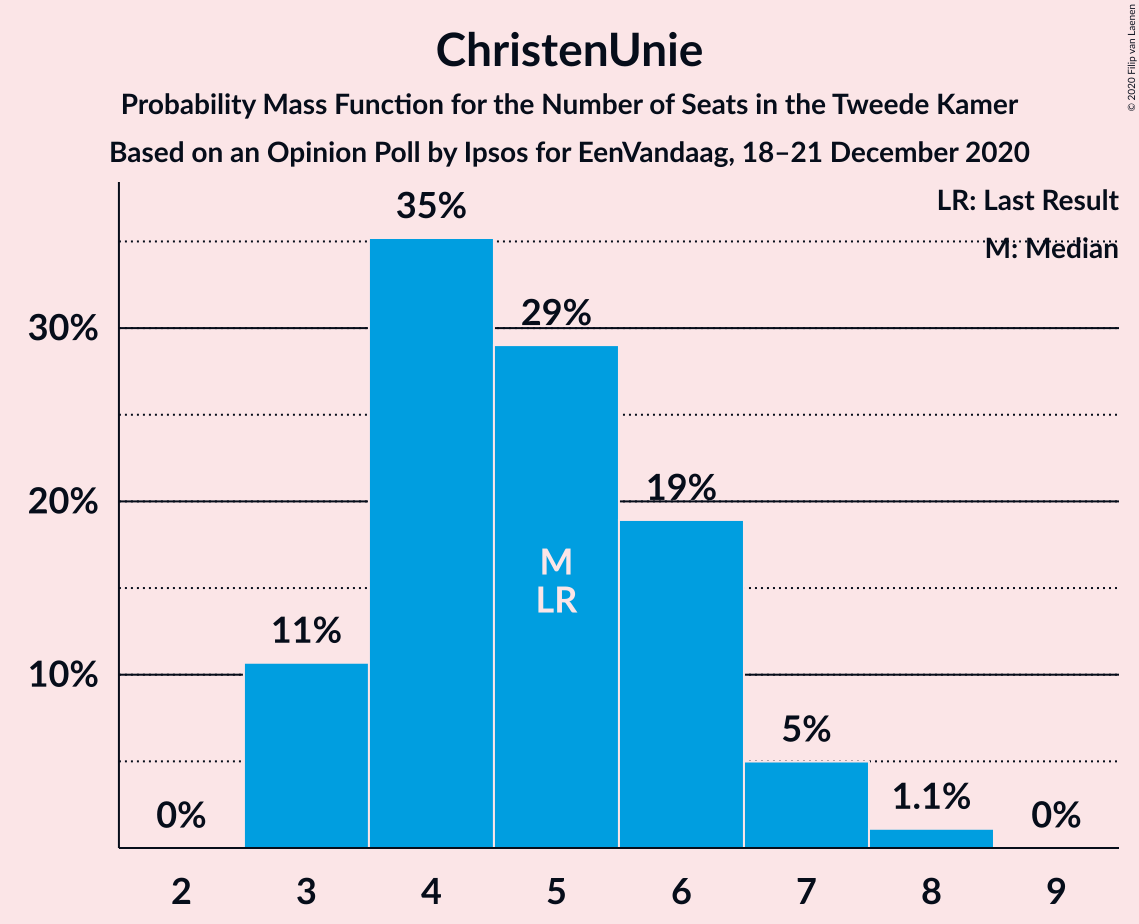 ChristenUnie
Probability Mass Function for the Number of Seats in the Tweede Kamer
Based on an Opinion Poll by Ipsos for EenVandaag, 18–21 December 2020
© 2020 Filip van Laenen
LR: Last Result
M: Median
30%
20%
10%
0%
11%
35%
29%
19%
5%
1.1%
0%
M
LR
2 3 4 5 6 7 8 9